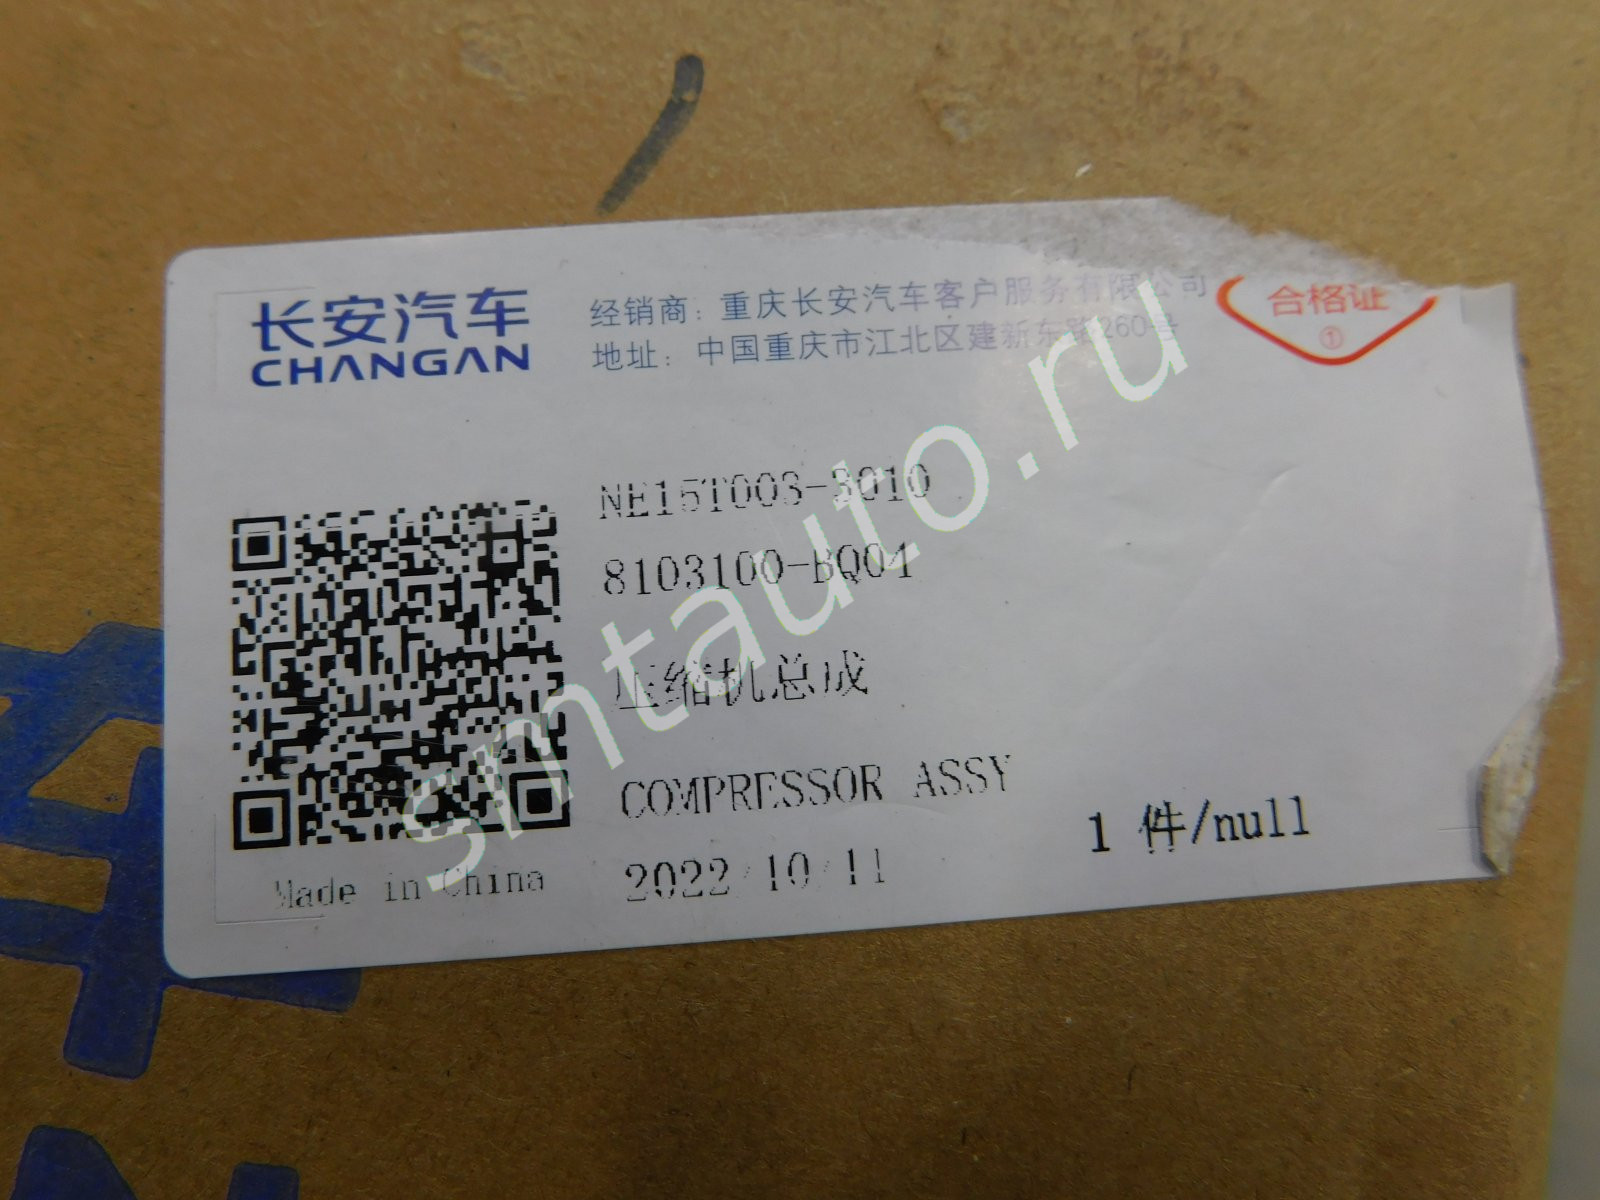 长安汽车
CHANGAN
经销商：重庆长安汽车客户服务有限公司
地址：中国重庆市江北区建新东路260号
合格证
①
NE15T003-3010
8103100-BQ04
压缩机总成
COMPRESSOR ASSY
1 件/null
2022/10/11
Made in China
smtauto.ru